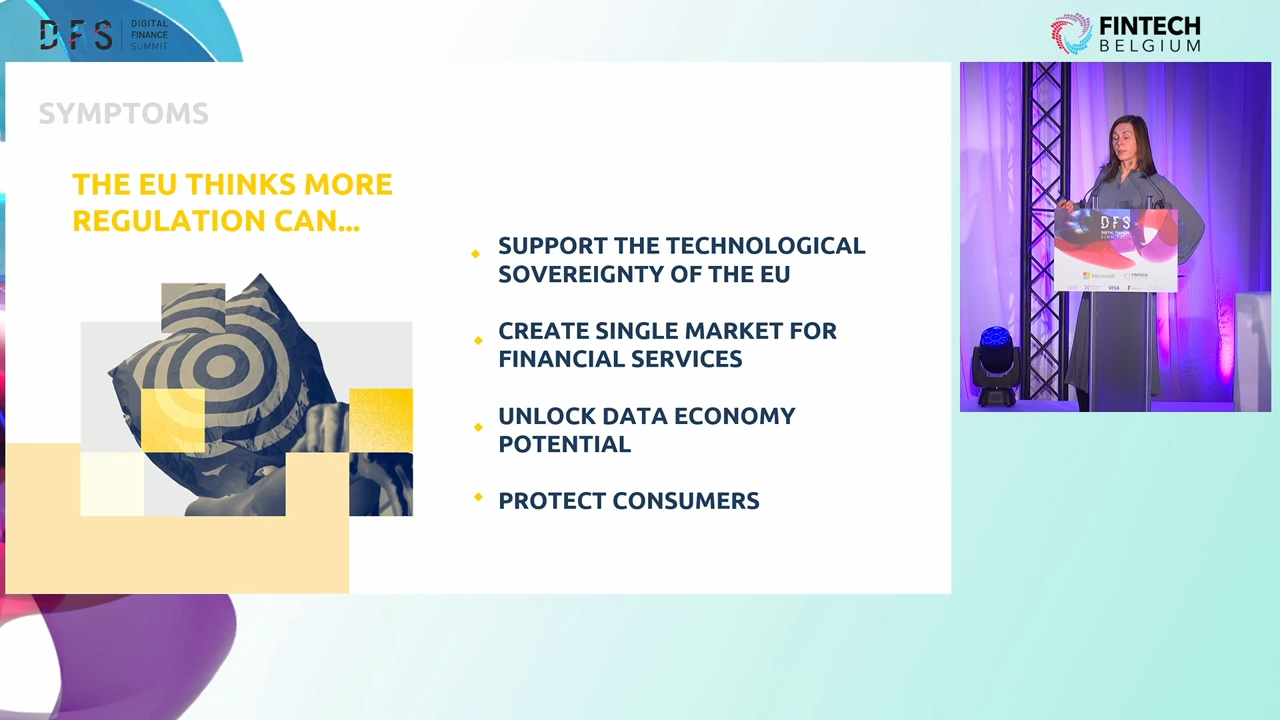 DFS
DIGITAL
FINANCE
SUMMIT
FINTECH
BELGIUM
SYMPTOMS
THE EU THINKS MORE
REGULATION CAN...
SUPPORT THE TECHNOLOGICAL
SOVEREIGNTY OF THE EU
CREATE SINGLE MARKET FOR
FINANCIAL SERVICES
UNLOCK DATA ECONOMY
POTENTIAL
PROTECT CONSUMERS
DFS
Microsoft
FINTECH
VISA